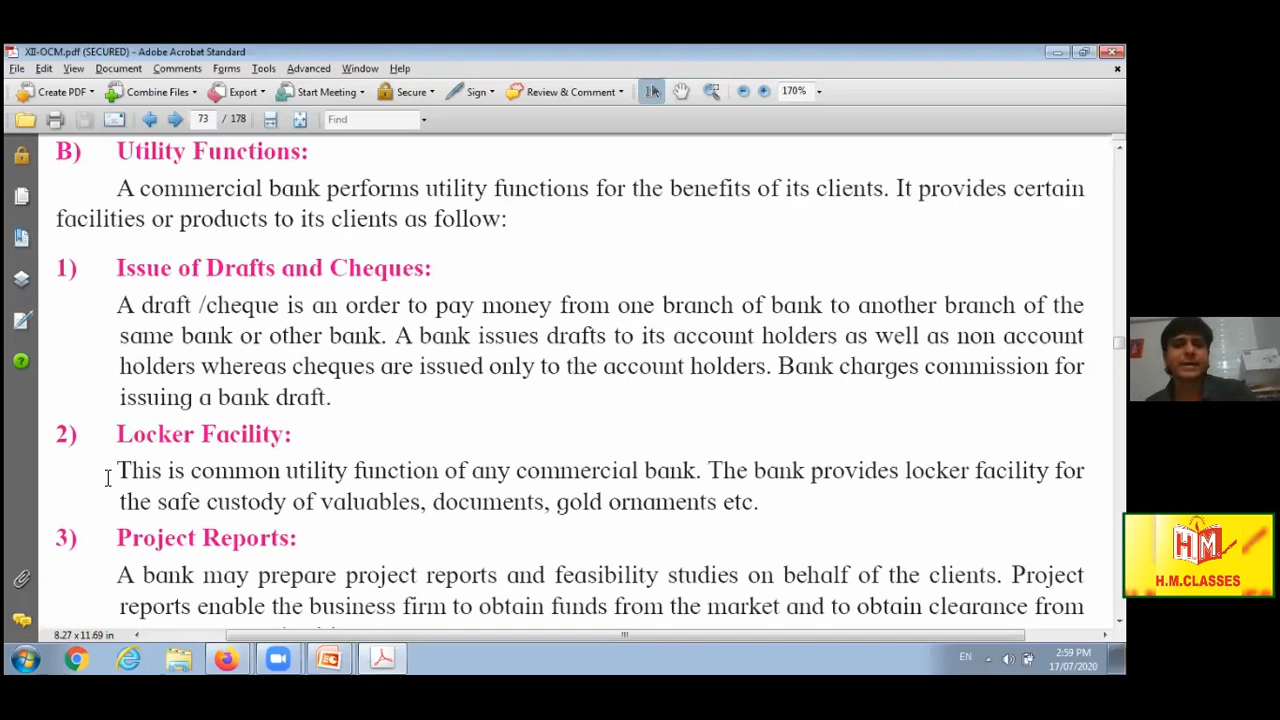 XII-OCM.pdf (SECURED) - Adobe Acrobat Standard
File Edit View Document Comments Forms Tools Advanced Window Help
Create PDF Combine Files Export Start Meeting Secure Sign Review & Comment 170%
73 / 178 Find
B) Utility Functions:
A commercial bank performs utility functions for the benefits of its clients. It provides certain
facilities or products to its clients as follow:
1) Issue of Drafts and Cheques:
A draft /cheque is an order to pay money from one branch of bank to another branch of the
same bank or other bank. A bank issues drafts to its account holders as well as non account
holders whereas cheques are issued only to the account holders. Bank charges commission for
issuing a bank draft.
2) Locker Facility:
This is common utility function of any commercial bank. The bank provides locker facility for
the safe custody of valuables, documents, gold ornaments etc.
3) Project Reports:
A bank may prepare project reports and feasibility studies on behalf of the clients. Project
reports enable the business firm to obtain funds from the market and to obtain clearance from
8.27 x 11.69 in
EN 2:59 PM
17/07/2020
HM
H.M.CLASSES